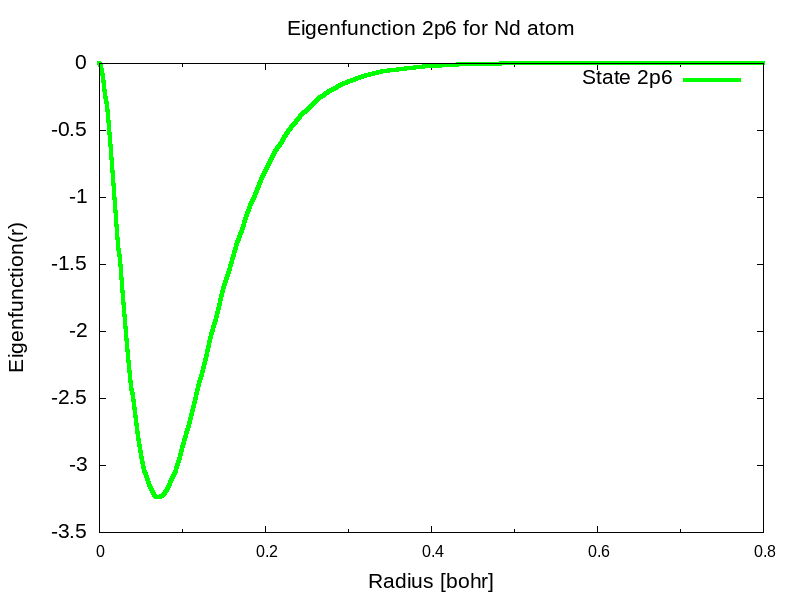 Eigenfunction 2p6 for Nd atom
State 2p6
0
-0.5
-1
-1.5
-2
-2.5
-3
-3.5
Eigenfunction(r)
0 0.2 0.4 0.6 0.8
Radius [bohr]